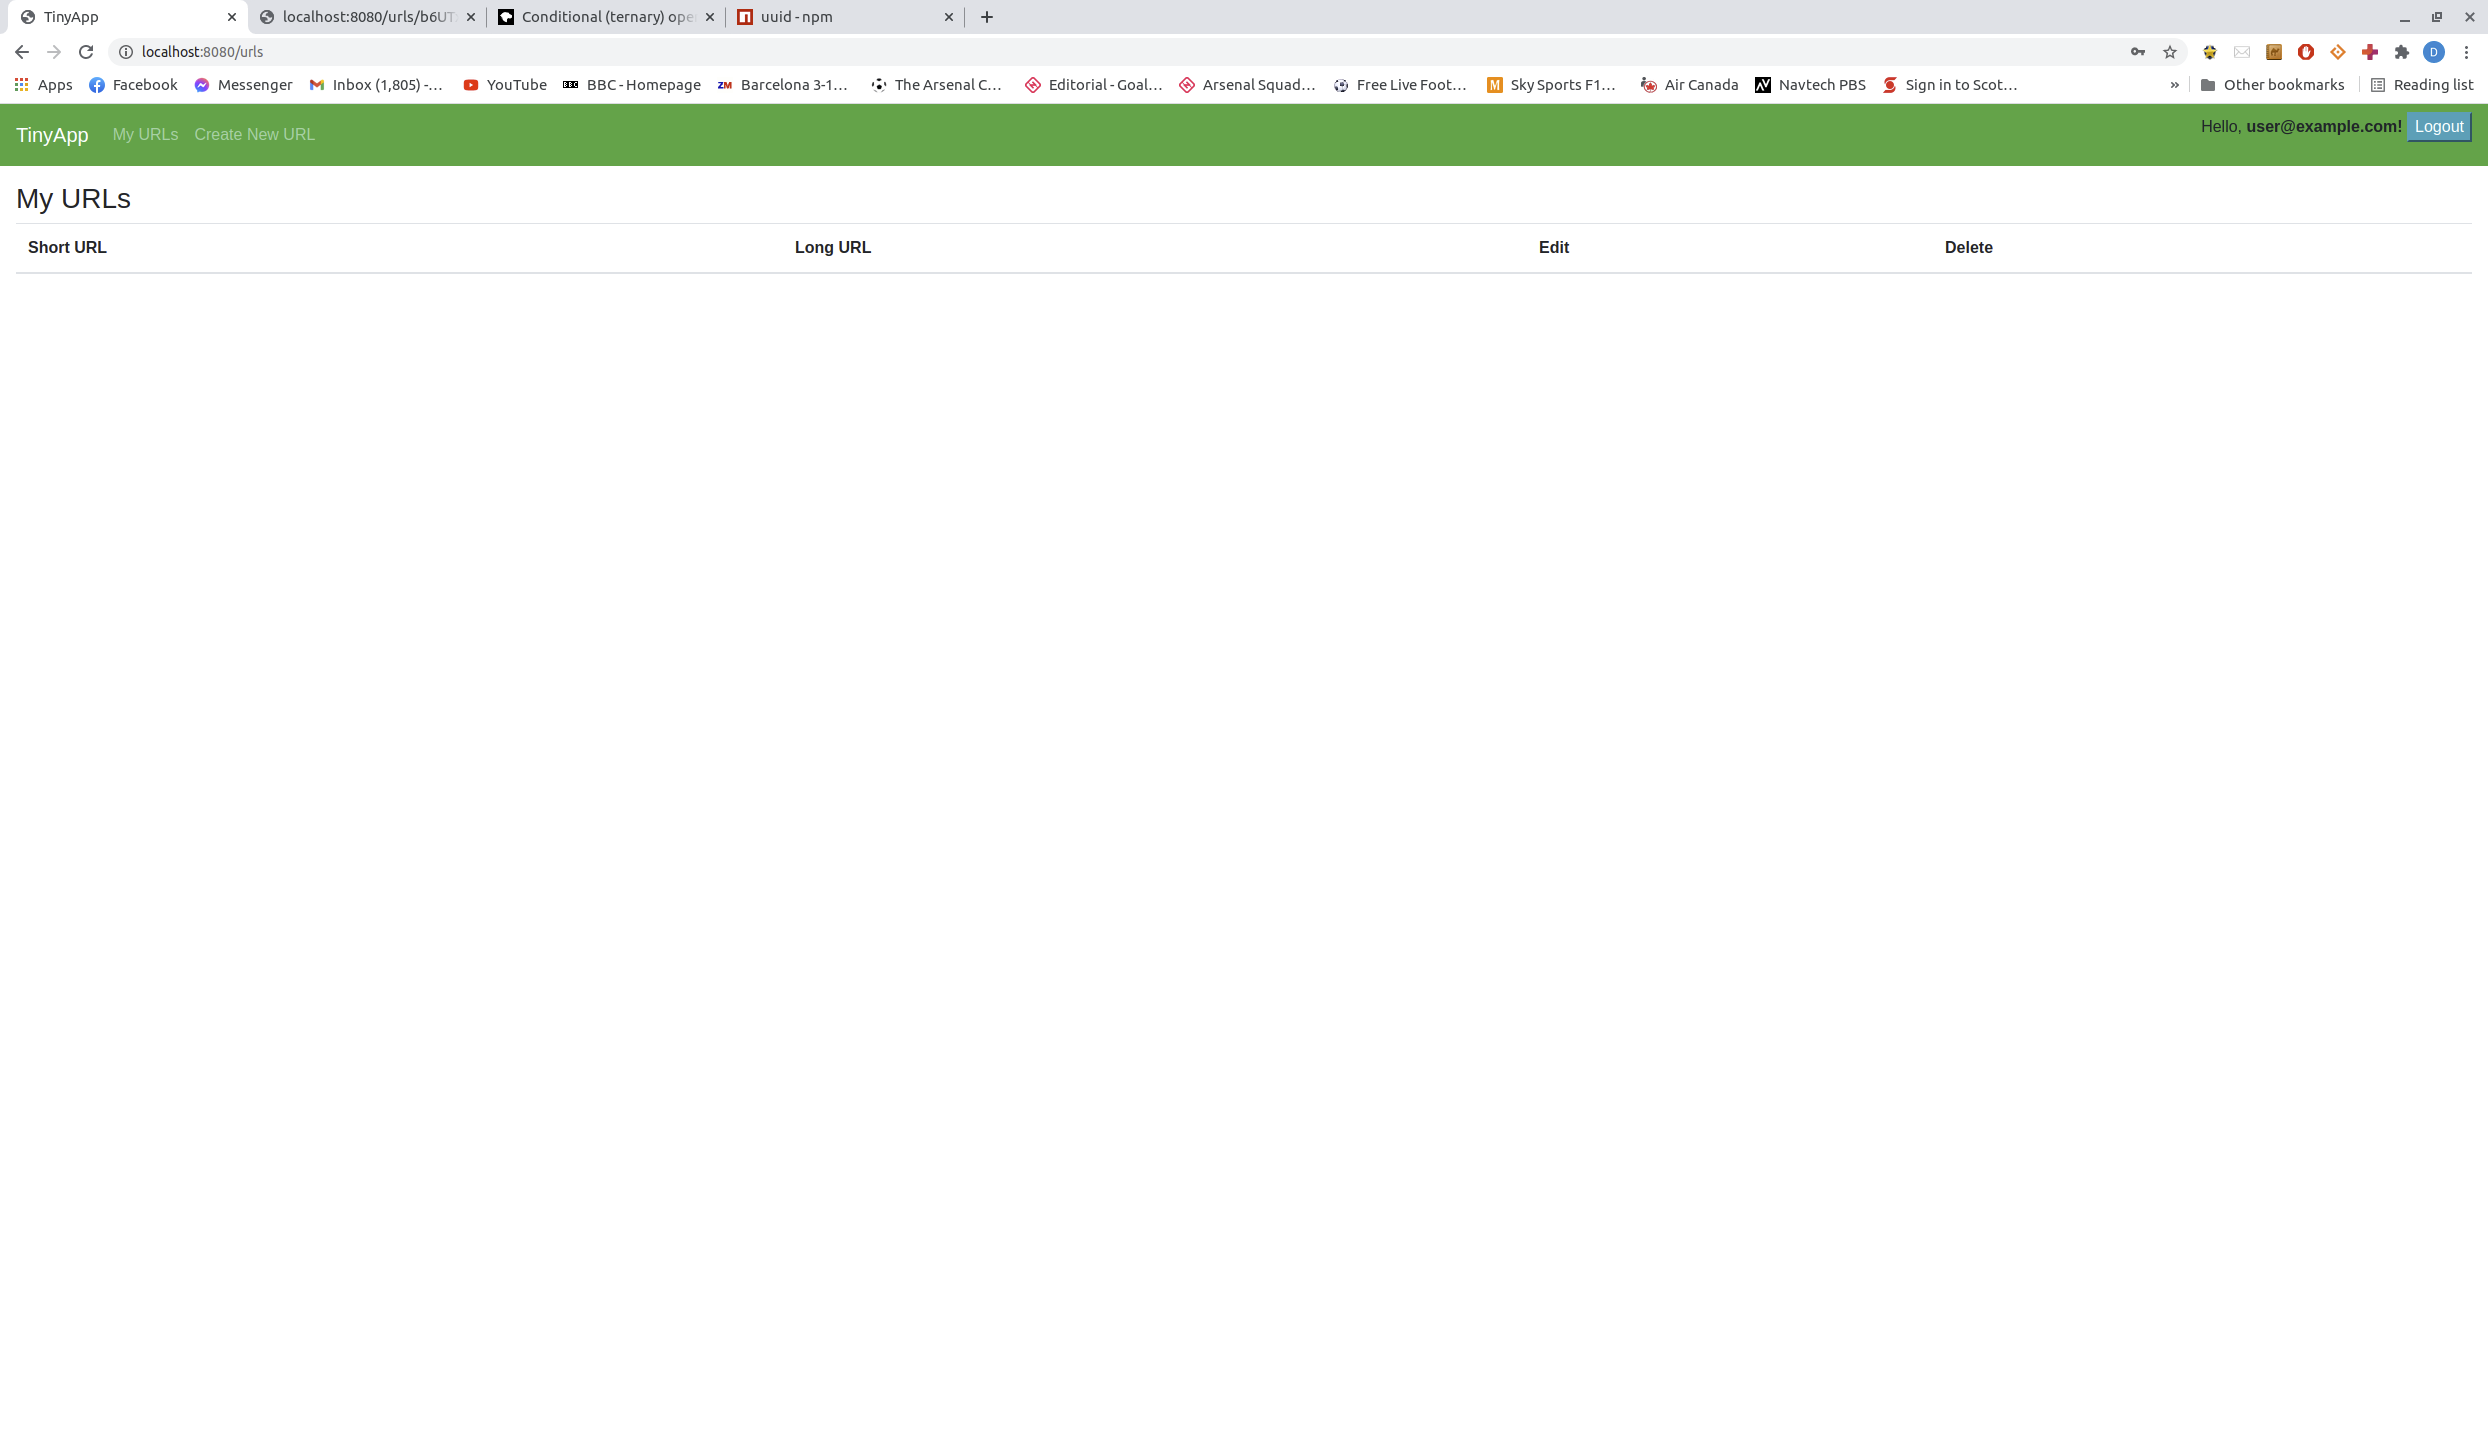 TinyApp localhost:8080/urls/b6UT Conditional (ternary) ope uuid - npm
localhost:8080/urls D
Apps Facebook Messenger Inbox (1,805) -... YouTube BBC - Homepage Barcelona 3-1... The Arsenal C... Editorial - Goal... Arsenal Squad... Free Live Foot... Sky Sports F1... Air Canada Navtech PBS Sign in to Scot... » Other bookmarks Reading list
TinyApp My URLs Create New URL Hello, user@example.com! Logout
My URLs
Short URL Long URL Edit Delete